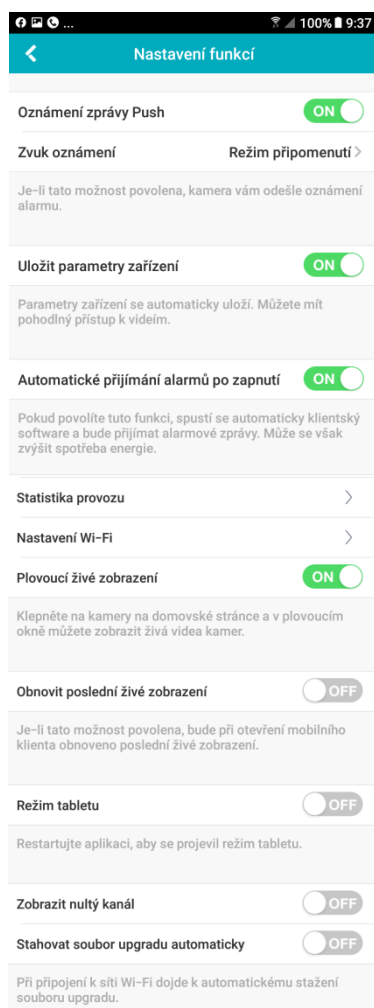 ... 100% 9:37
Nastavení funkcí
Oznámení zprávy Push ON
Zvuk oznámení Režim připomenutí >
Je-li tato možnost povolena, kamera vám odešle oznámení
alarmu.
Uložit parametry zařízení ON
Parametry zařízení se automaticky uloží. Můžete mít
pohodlný přístup k videím.
Automatické přijímání alarmů po zapnutí ON
Pokud povolíte tuto funkci, spustí se automaticky klientský
software a bude přijímat alarmové zprávy. Může se však
zvýšit spotřeba energie.
Statistika provozu
Nastavení Wi-Fi
Plovoucí živé zobrazení ON
Klepněte na kamery na domovské stránce a v plovoucím
okně můžete zobrazit živá videa kamer.
Obnovit poslední živé zobrazení OFF
Je-li tato možnost povolena, bude při otevření mobilního
klienta obnoveno poslední živé zobrazení.
Režim tabletu OFF
Restartujte aplikaci, aby se projevil režim tabletu.
Zobrazit nultý kanál OFF
Stahovat soubor upgradu automaticky OFF
Při připojení k síti Wi-Fi dojde k automatickému stažení
souboru upgradu.